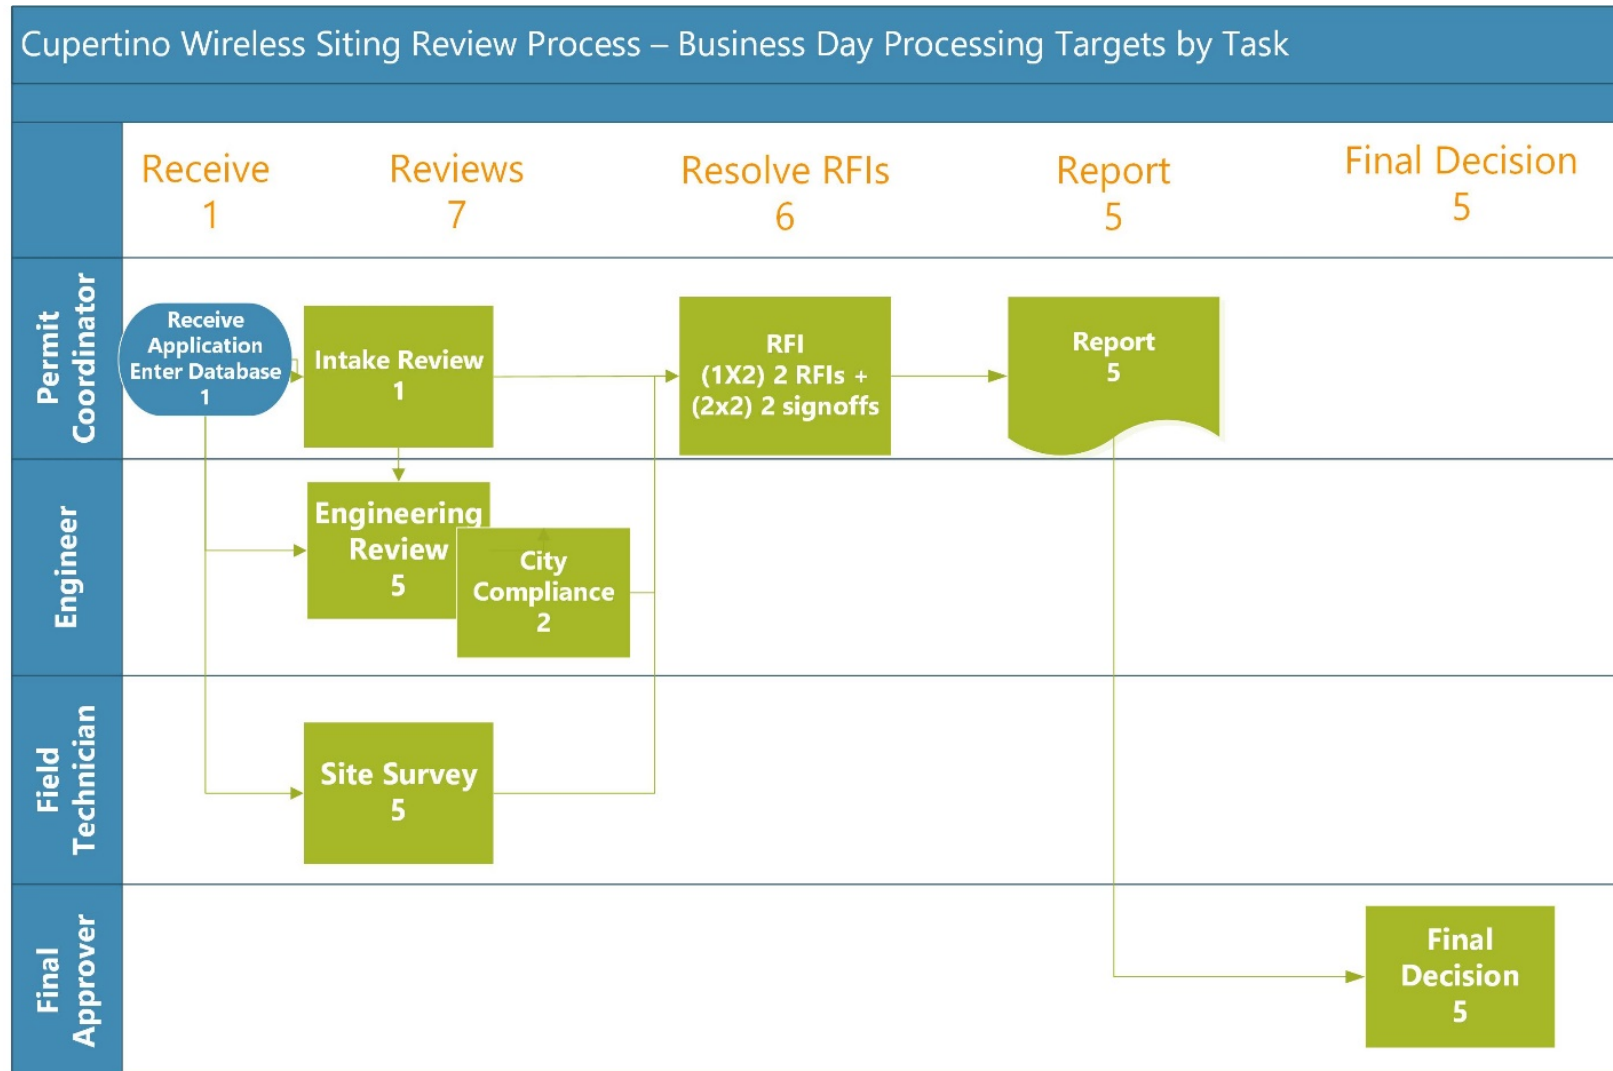 Cupertino Wireless Siting Review Process – Business Day Processing Targets by Task
Receive
1
Reviews
7
Resolve RFIs
6
Report
5
Final Decision
5
Permit
Coordinator
Receive
Application
Enter Database
1
Intake Review
1
RFI
(1X2) 2 RFIs +
(2x2) 2 signoffs
Report
5
Engineer
Engineering
Review
5
City
Compliance
2
Field
Technician
Site Survey
5
Final
Approver
Final
Decision
5